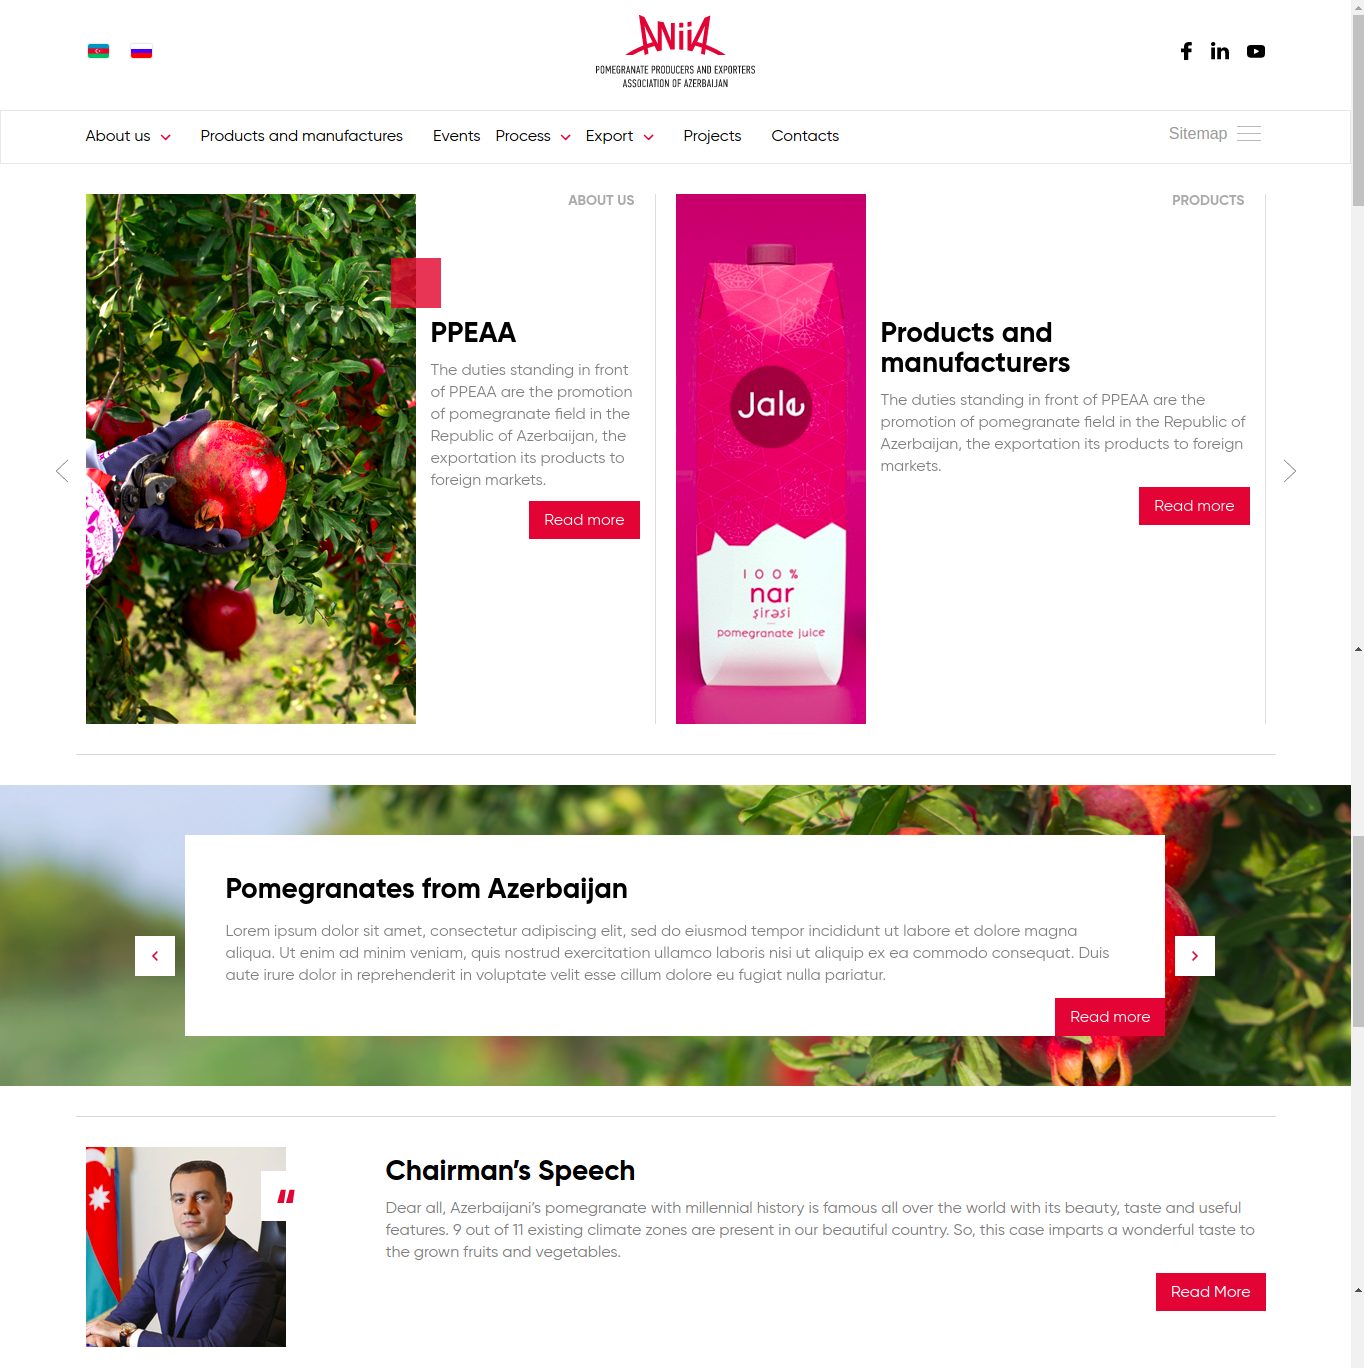 ANiiA
POMEGRANATE PRODUCERS AND EXPORTERS
ASSOCIATION OF AZERBAIJAN
About us
Products and manufactures
Events
Process
Export
Projects
Contacts
Sitemap
ABOUT US
PPEAA
The duties standing in front
of PPEAA are the promotion
of pomegranate field in the
Republic of Azerbaijan, the
exportation its products to
foreign markets.
Read more
Jale
100%
nar
şirəsi
pomegranate juice
PRODUCTS
Products and
manufacturers
The duties standing in front of PPEAA are the
promotion of pomegranate field in the Republic of
Azerbaijan, the exportation its products to foreign
markets.
Read more
Pomegranates from Azerbaijan
Lorem ipsum dolor sit amet, consectetur adipiscing elit, sed do eiusmod tempor incididunt ut labore et dolore magna
aliqua. Ut enim ad minim veniam, quis nostrud exercitation ullamco laboris nisi ut aliquip ex ea commodo consequat. Duis
aute irure dolor in reprehenderit in voluptate velit esse cillum dolore eu fugiat nulla pariatur.
Read more
Chairman’s Speech
Dear all, Azerbaijani’s pomegranate with millennial history is famous all over the world with its beauty, taste and useful
features. 9 out of 11 existing climate zones are present in our beautiful country. So, this case imparts a wonderful taste to
the grown fruits and vegetables.
Read More